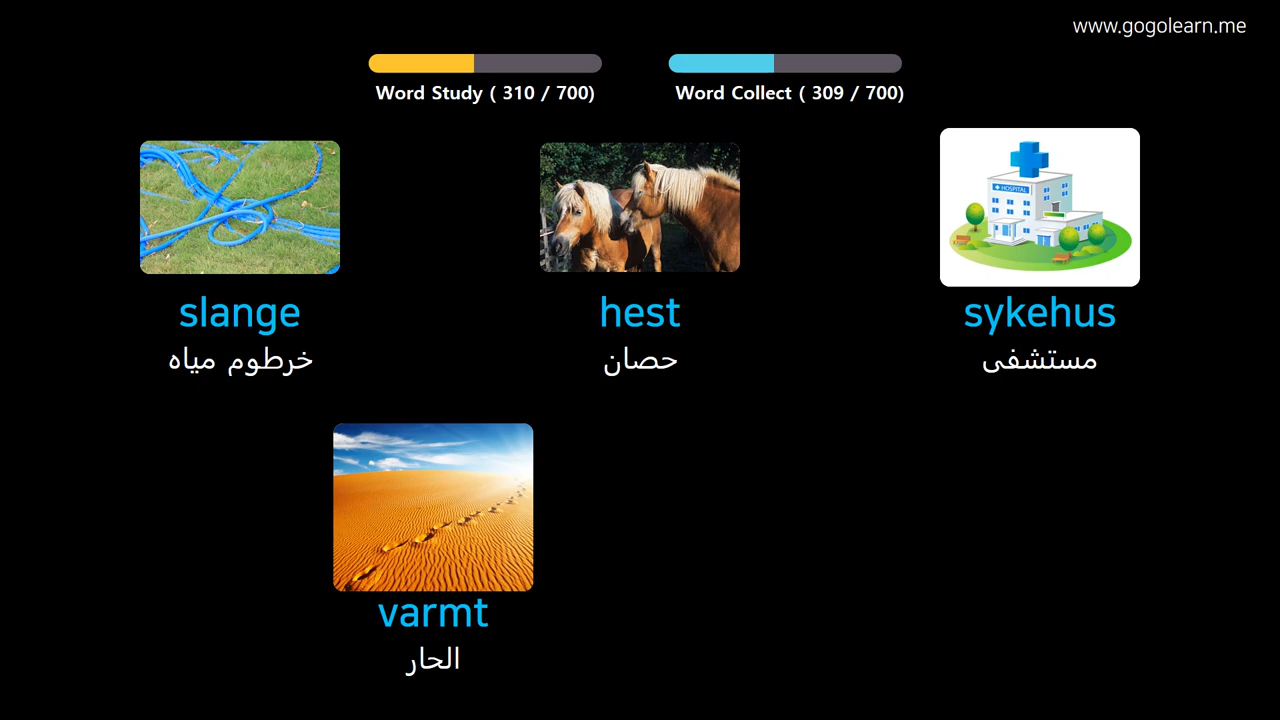 www.gogolearn.me
Word Study ( 310 / 700)
Word Collect ( 309 / 700)
HOSPITAL
slange
خرطوم مياه
hest
حصان
sykehus
مستشفى
varmt
الحار